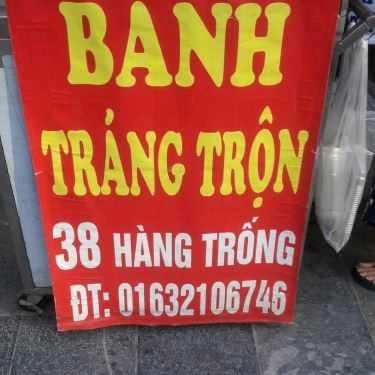 BANH
TRÁNG TRỘN
38 HÀNG TRỐNG
ĐT: 01632106746